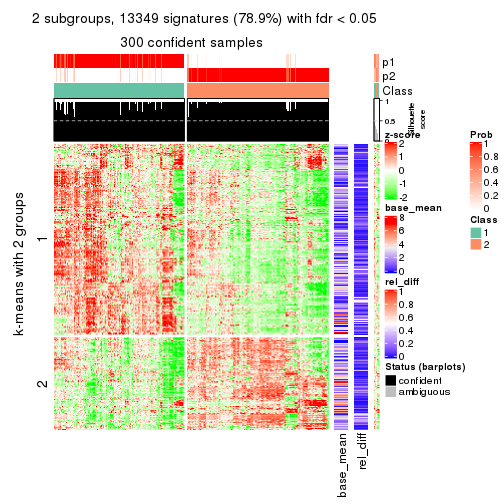 2 subgroups, 13349 signatures (78.9%) with fdr < 0.05
300 confident samples
p1
p2
Class
1
0.5
0
Silhouette
score
k-means with 2 groups
1
2
z-score
2
1
0
-1
-2
base_mean
8
6
4
2
0
rel_diff
1
0.8
0.6
0.4
0.2
0
Status (barplots)
confident
ambiguous
Prob
1
0.8
0.6
0.4
0.2
0
Class
1
2
base_mean
rel_diff